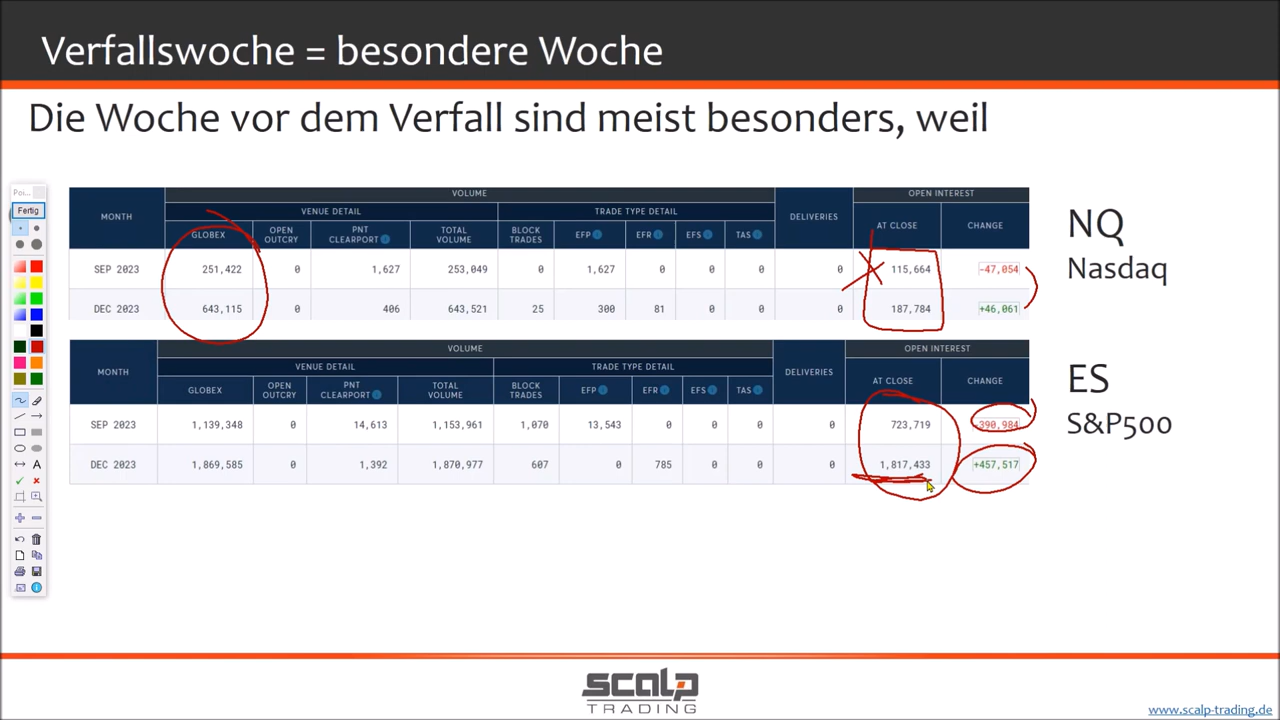 Verfallswoche = besondere Woche
Die Woche vor dem Verfall sind meist besonders, weil
Poi...
Fertig
A
MONTH VOLUME DELIVERIES OPEN INTEREST
VENUE DETAIL TRADE TYPE DETAIL AT CLOSE CHANGE
GLOBEX OPEN OUTCRY PNT CLEARPORT TOTAL VOLUME BLOCK TRADES EFP EFR EFS TAS
SEP 2023 251,422 0 1,627 253,049 0 1,627 0 0 0 0 115,664 -47,054
DEC 2023 643,115 0 406 643,521 25 300 81 0 0 0 187,784 +46,061
NQ
Nasdaq
MONTH VOLUME DELIVERIES OPEN INTEREST
VENUE DETAIL TRADE TYPE DETAIL AT CLOSE CHANGE
GLOBEX OPEN OUTCRY PNT CLEARPORT TOTAL VOLUME BLOCK TRADES EFP EFR EFS TAS
SEP 2023 1,139,348 0 14,613 1,153,961 1,070 13,543 0 0 0 0 723,719 -390,984
DEC 2023 1,869,585 0 1,392 1,870,977 607 0 785 0 0 0 1,817,433 +457,517
ES
S&P500
SCALP
TRADING
www.scalp-trading.de